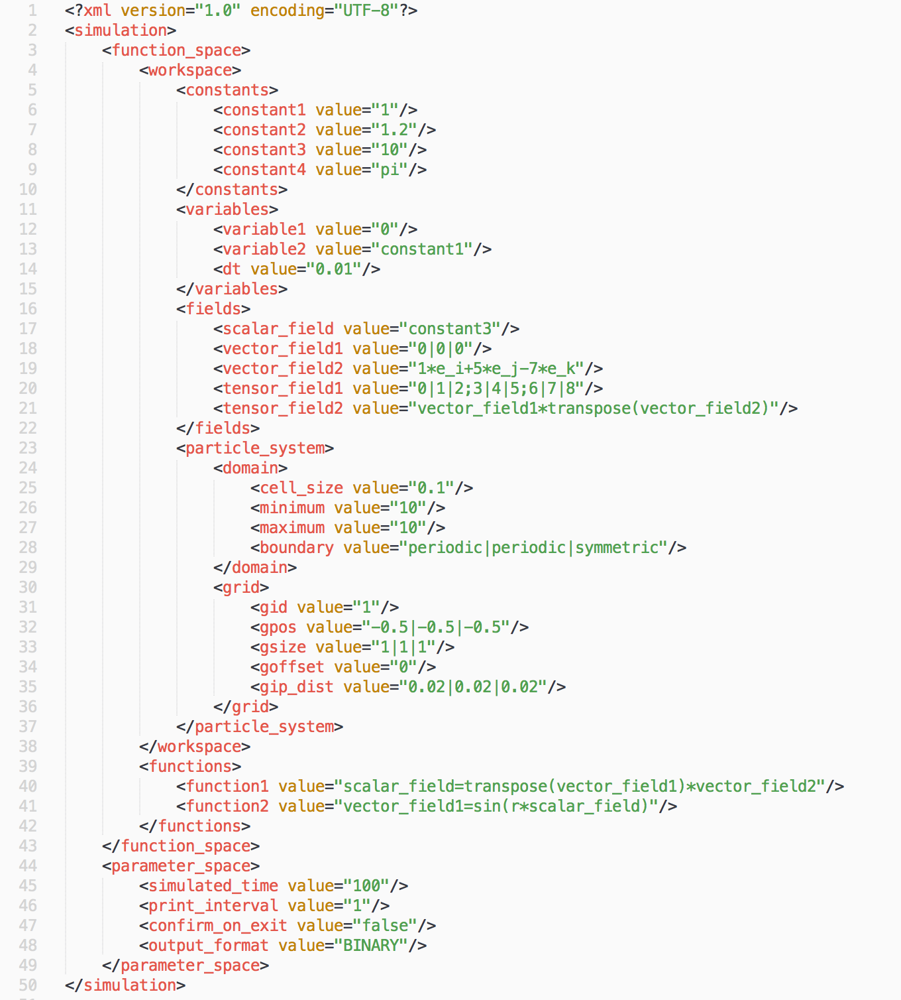 1 <?xml version="1.0" encoding="UTF-8"?>
2 <simulation>
3 <function_space>
4 <workspace>
5 <constants>
6 <constant1 value="1"/>
7 <constant2 value="1.2"/>
8 <constant3 value="10"/>
9 <constant4 value="pi"/>
10 </constants>
11 <variables>
12 <variable1 value="0"/>
13 <variable2 value="constant1"/>
14 <dt value="0.01"/>
15 </variables>
16 <fields>
17 <scalar_field value="constant3"/>
18 <vector_field1 value="0|0|0"/>
19 <vector_field2 value="1*e_i+5*e_j-7*e_k"/>
20 <tensor_field1 value="0|1|2;3|4|5;6|7|8"/>
21 <tensor_field2 value="vector_field1*transpose(vector_field2)"/>
22 </fields>
23 <particle_system>
24 <domain>
25 <cell_size value="0.1"/>
26 <minimum value="10"/>
27 <maximum value="10"/>
28 <boundary value="periodic|periodic|symmetric"/>
29 </domain>
30 <grid>
31 <gid value="1"/>
32 <gpos value="-0.5|-0.5|-0.5"/>
33 <gsize value="1|1|1"/>
34 <goffset value="0"/>
35 <gip_dist value="0.02|0.02|0.02"/>
36 </grid>
37 </particle_system>
38 </workspace>
39 <functions>
40 <function1 value="scalar_field=transpose(vector_field1)*vector_field2"/>
41 <function2 value="vector_field1=sin(r*scalar_field)"/>
42 </functions>
43 </function_space>
44 <parameter_space>
45 <simulated_time value="100"/>
46 <print_interval value="1"/>
47 <confirm_on_exit value="false"/>
48 <output_format value="BINARY"/>
49 </parameter_space>
50 </simulation>